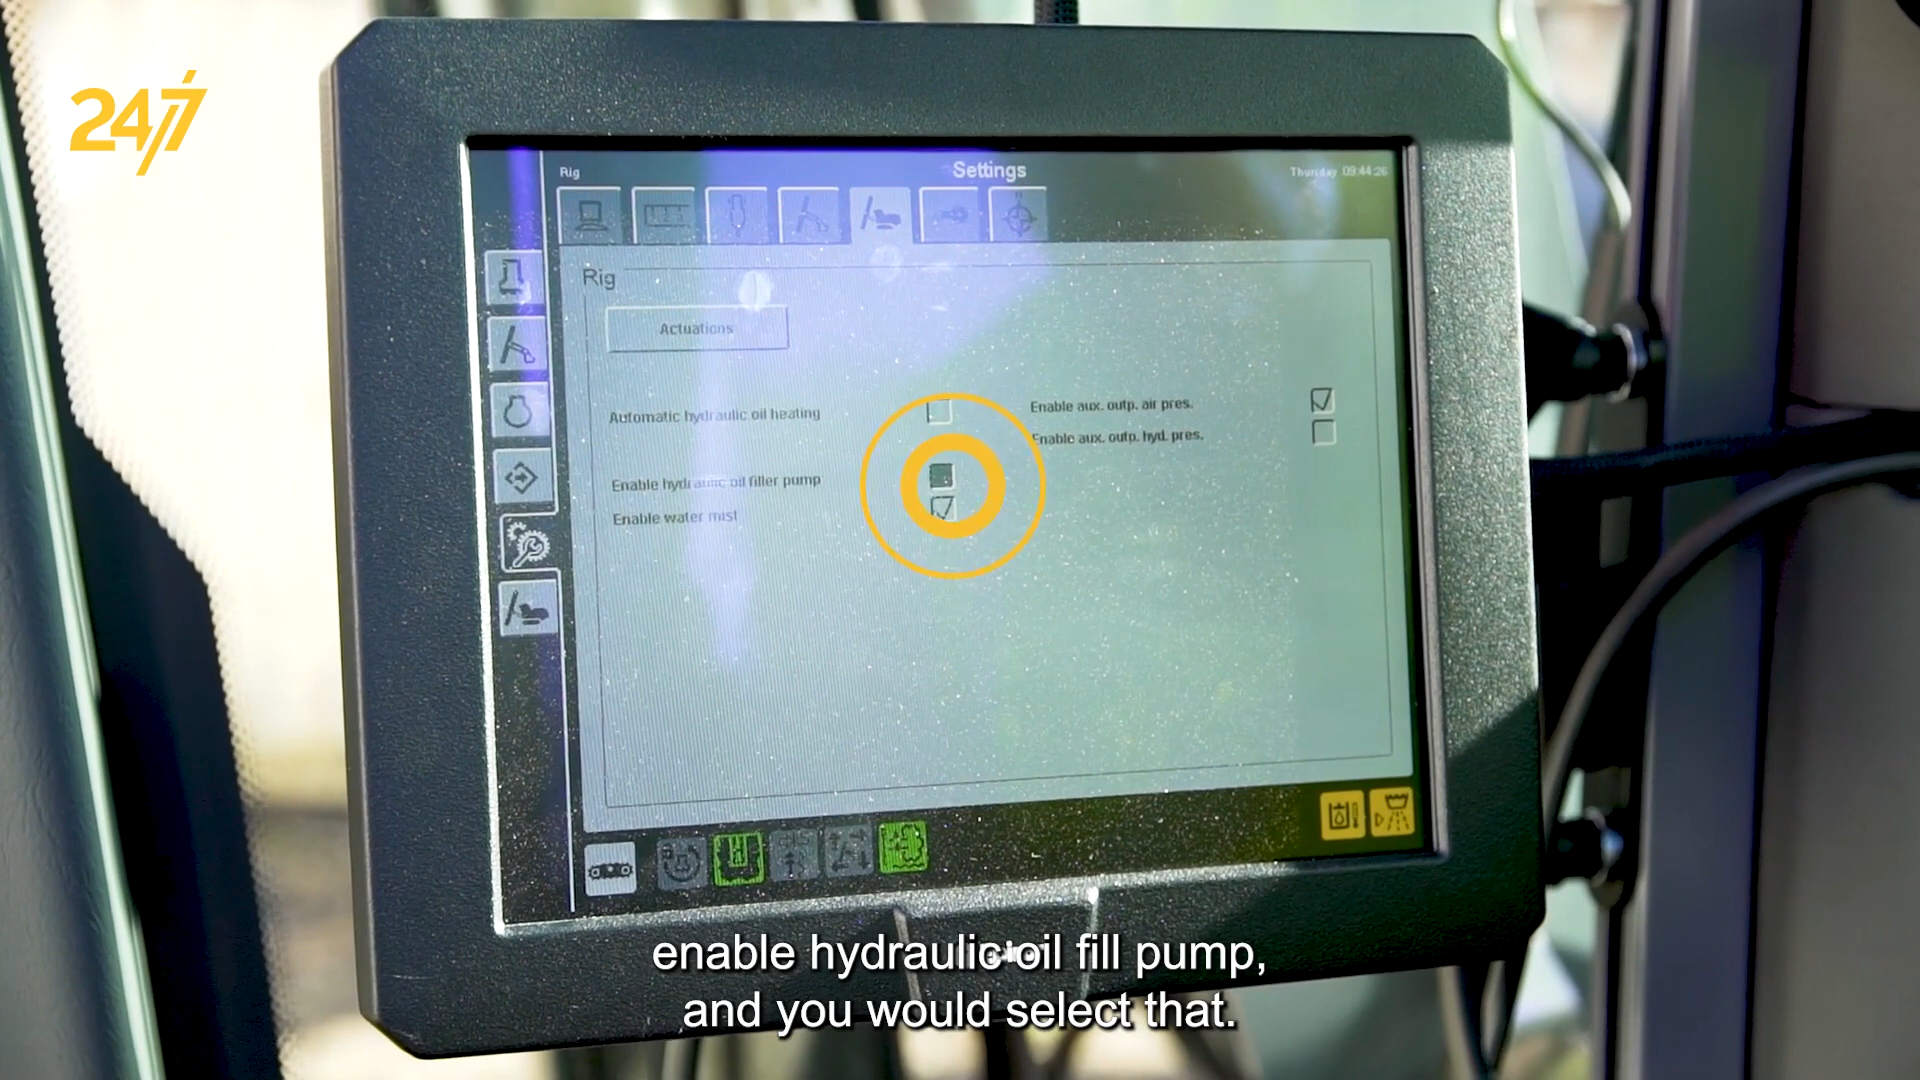 24/7
Rig
Settings
Thursday 09:44:26
Rig
Actuations
Automatic hydraulic oil heating
Enable aux. outp. air pres.
Enable aux. outp. hyd. pres.
Enable hydraulic oil filler pump
Enable water mist
enable hydraulic oil fill pump,
and you would select that.